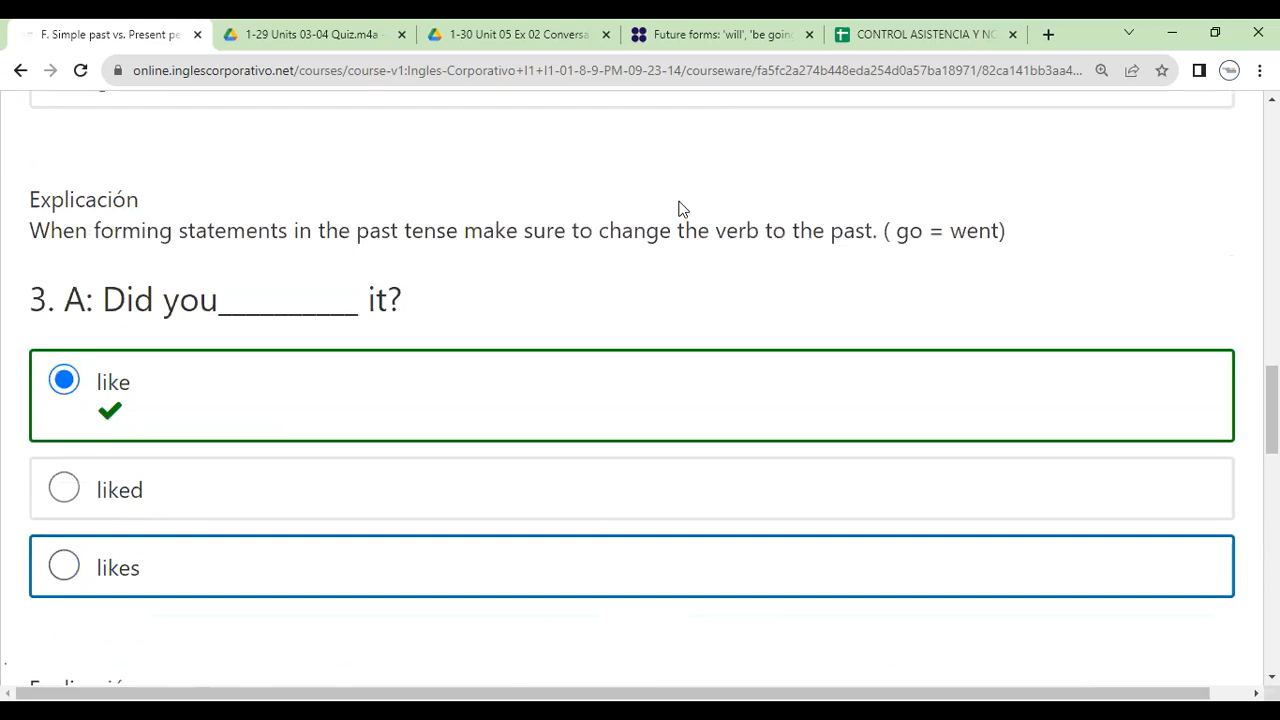 F. Simple past vs. Present pe
1-29 Units 03-04 Quiz.m4a -
1-30 Unit 05 Ex 02 Conversa
Future forms: 'will', 'be going
CONTROL ASISTENCIA Y NO
online.inglescorporativo.net/courses/course-v1:Ingles-Corporativo+I1+I1-01-8-9-PM-09-23-14/courseware/fa5fc2a274b448eda254d0a57ba18971/82ca141bb3aa4...
Explicación
When forming statements in the past tense make sure to change the verb to the past. ( go = went)
3. A: Did you__________ it?
like
liked
likes